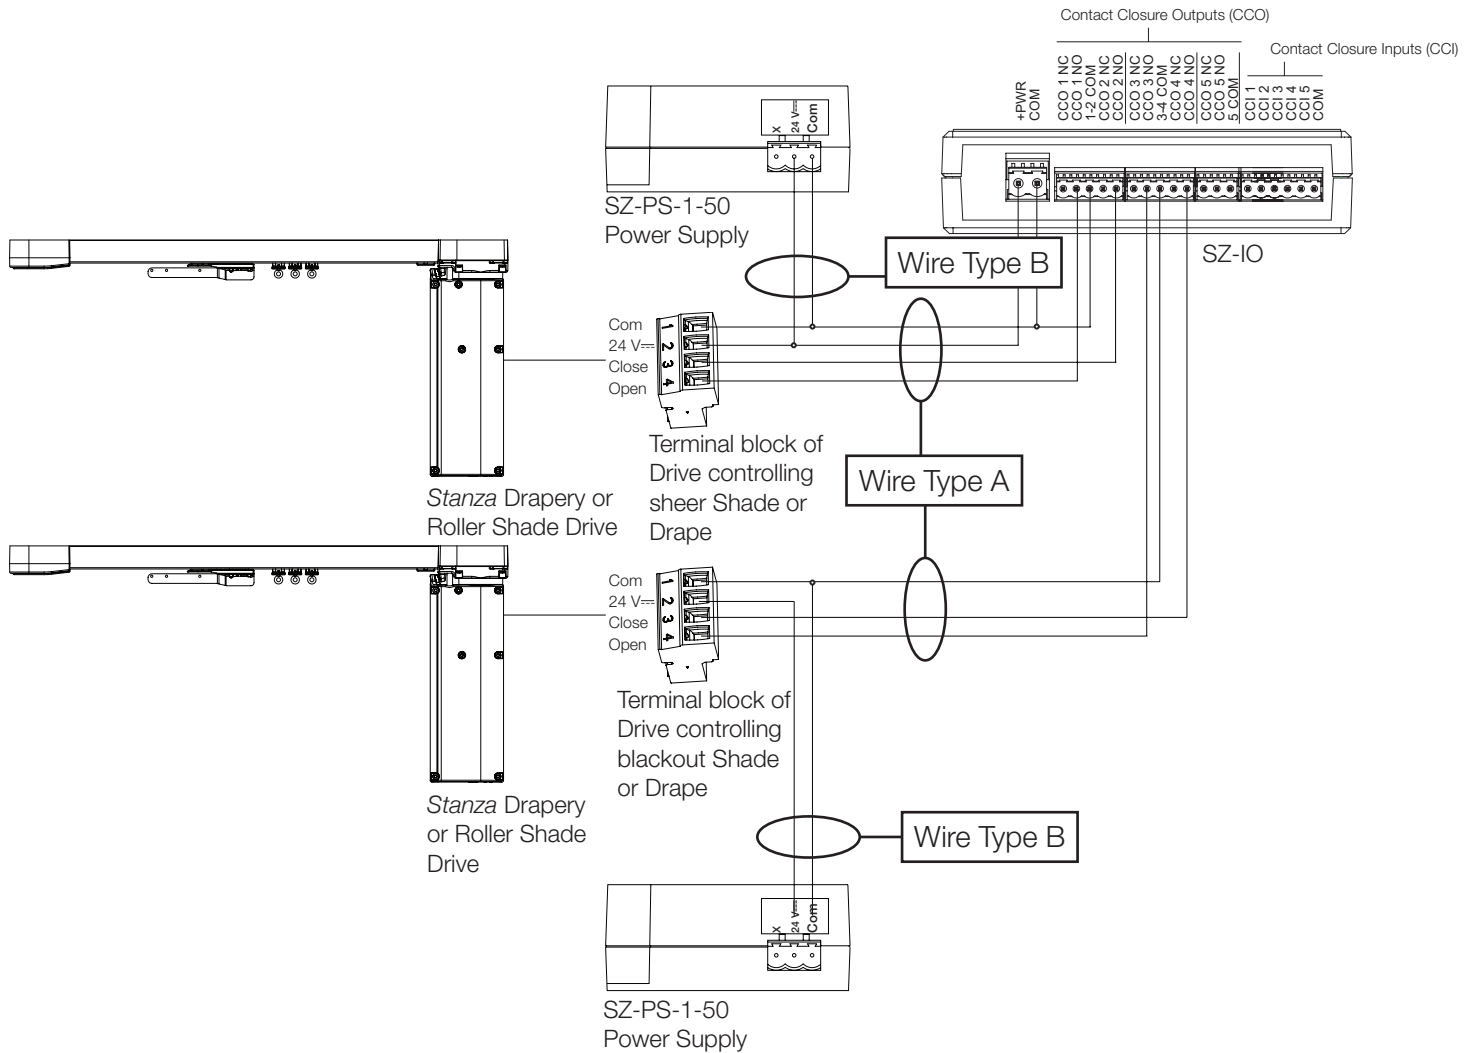 Contact Closure Outputs (CCO)
Contact Closure Inputs (CCI)
+PWR
COM
CCO 1 NC
CCO 1 NO
1-2 COM
CCO 2 NC
CCO 2 NO
CCO 3 NC
CCO 3 NO
3-4 COM
CCO 4 NC
CCO 4 NO
CCO 5 NC
CCO 5 NO
5 COM
CCI 1
CCI 2
CCI 3
CCI 4
CCI 5
COM
X
24 V
Com
SZ-PS-1-50
Power Supply
SZ-IO
Wire Type B
Com
24 V
Close
Open
1
2
3
4
Terminal block of
Drive controlling
sheer Shade or
Drape
Wire Type A
Stanza Drapery or
Roller Shade Drive
Com
24 V
Close
Open
1
2
3
4
Terminal block of
Drive controlling
blackout Shade
or Drape
Stanza Drapery
or Roller Shade
Drive
Wire Type B
X
24 V
Com
SZ-PS-1-50
Power Supply